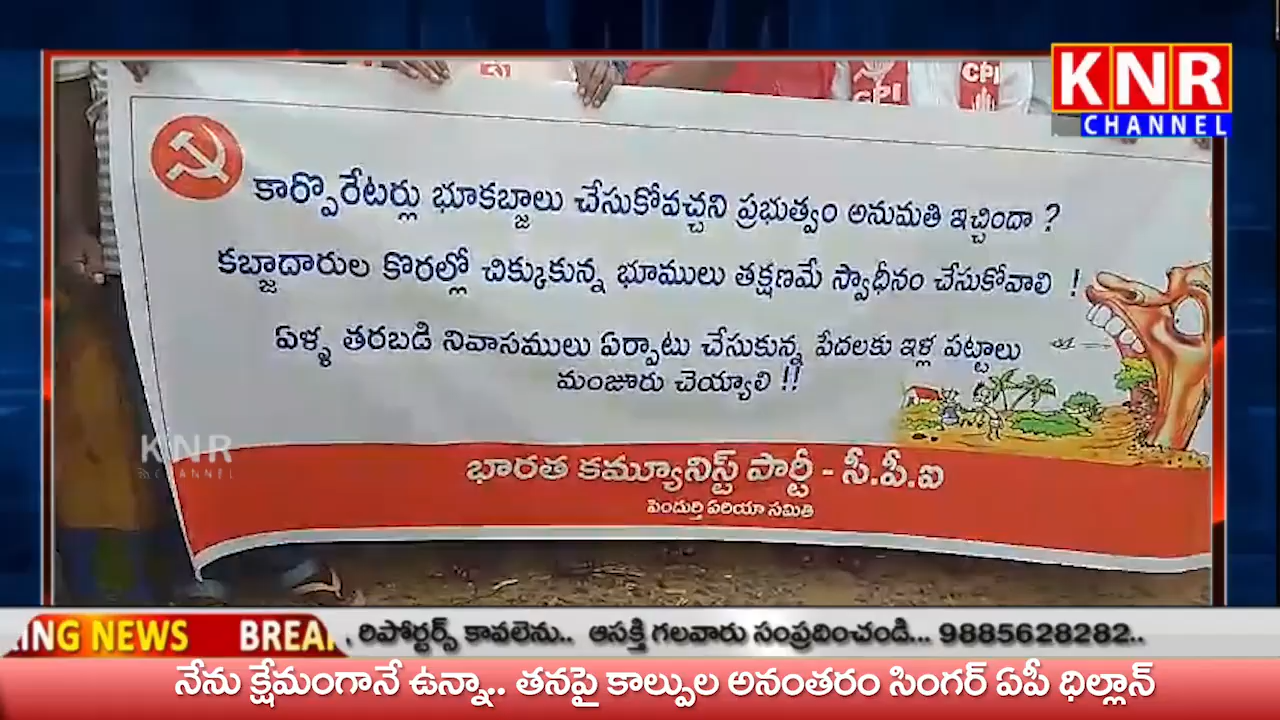 CPI
CPI
KNR
CHANNEL
కార్పొరేటర్లు భూకబ్జాలు చేసుకోవచ్చని ప్రభుత్వం అనుమతి ఇచ్చిందా ?
కబ్జాదారుల కొరల్లో చిక్కుకున్న భూములు తక్షణమే స్వాధీనం చేసుకోవాలి !
ఏళ్ళ తరబడి నివాసములు ఏర్పాటు చేసుకున్న పేదలకు ఇళ్ల పట్టాలు
మంజూరు చెయ్యాలి !!
KNR
CHANNEL
భారత కమ్యూనిస్ట్ పార్టీ - సీ.పీ.ఐ
పెందుర్తి ఏరియా సమితి
ING NEWS BREA
. రిపోర్టర్స్ కావలెను.. ఆసక్తి గలవారు సంప్రదించండి... 9885628282..
నేను క్షేమంగానే ఉన్నా.. తనపై కాల్పుల అనంతరం సింగర్ ఏపీ ధిల్లాన్